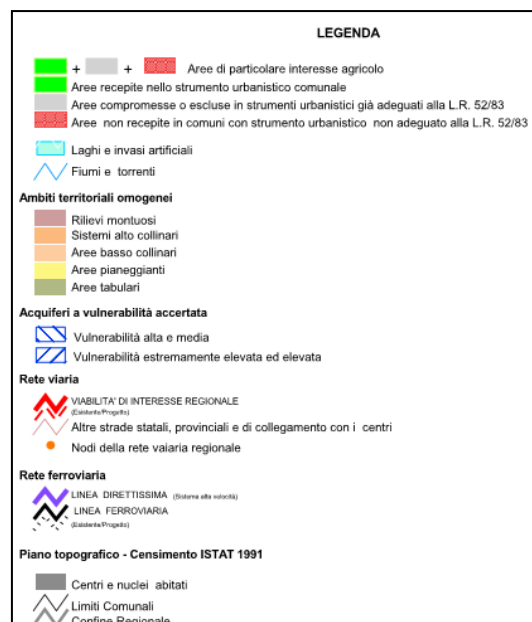 LEGENDA
+ + Aree di particolare interesse agricolo
Aree recepite nello strumento urbanistico comunale
Aree compromesse o escluse in strumenti urbanistici già adeguati alla L.R. 52/83
Aree non recepite in comuni con strumento urbanistico non adeguato alla L.R. 52/83
Laghi e invasi artificiali
Fiumi e torrenti
Ambiti territoriali omogenei
Rilievi montuosi
Sistemi alto collinari
Aree basso collinari
Aree pianeggianti
Aree tabulari
Acquiferi a vulnerabilità accertata
Vulnerabilità alta e media
Vulnerabilità estremamente elevata ed elevata
Rete viaria
VIABILITA' DI INTERESSE REGIONALE
(Esistente/Progetto)
Altre strade statali, provinciali e di collegamento con i centri
Nodi della rete vaiaria regionale
Rete ferroviaria
LINEA DIRETTISSIMA (Sistema alta velocità)
LINEA FERROVIARIA
(Esistente/Progetto)
Piano topografico - Censimento ISTAT 1991
Centri e nuclei abitati
Limiti Comunali
Confine Regionale